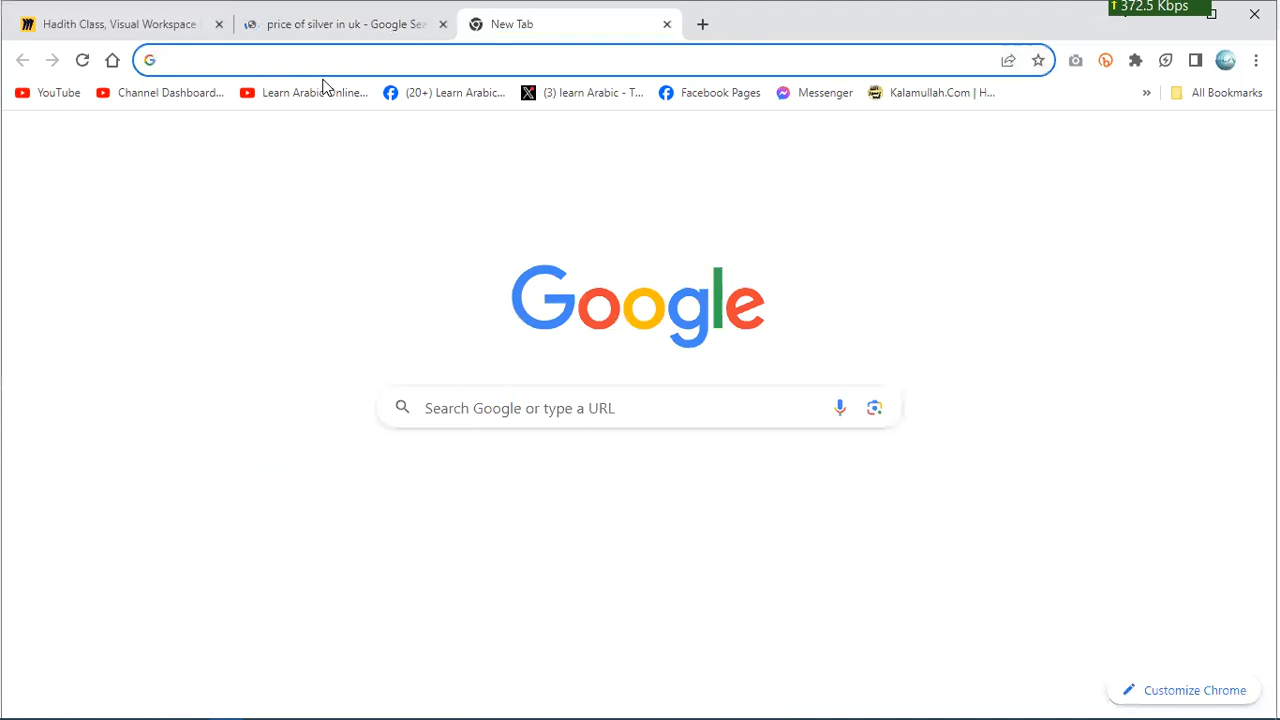 372.5 Kbps
Hadith Class, Visual Workspace
price of silver in uk - Google Sea
New Tab
YouTube
Channel Dashboard...
Learn Arabic Online...
(20+) Learn Arabic...
(3) learn Arabic - T...
Facebook Pages
Messenger
Kalamullah.Com | H...
All Bookmarks
Google
Search Google or type a URL
Customize Chrome